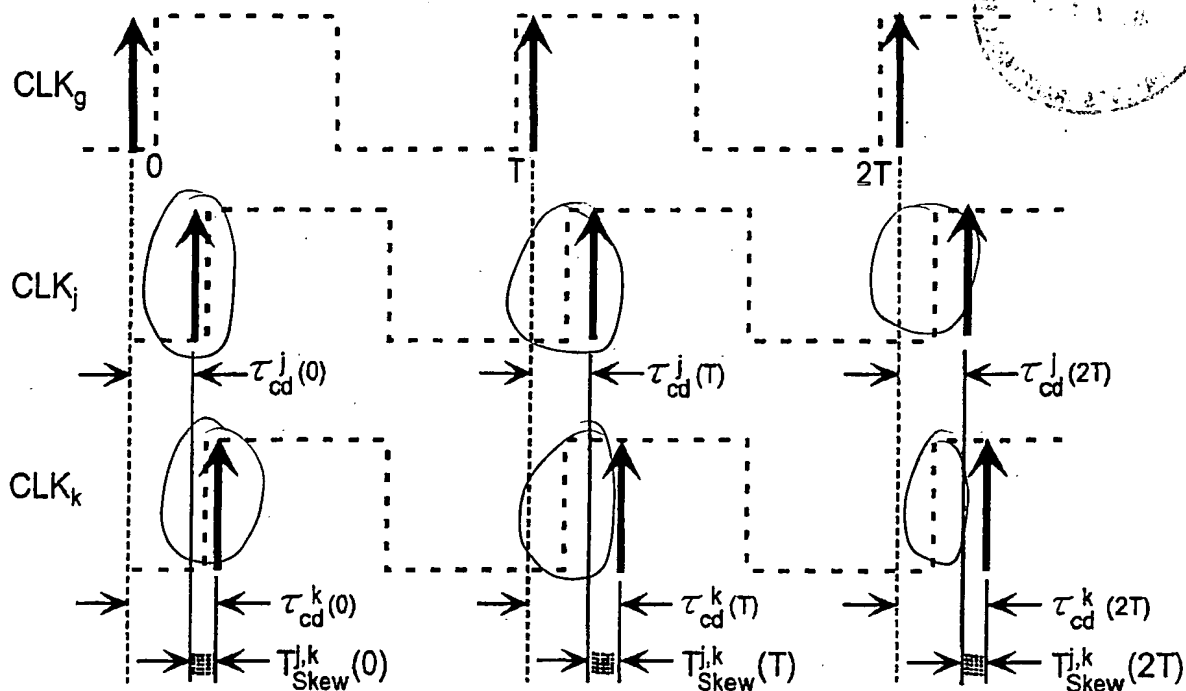 CLK_g
0 T 2T
CLK_j
τ_cd^j(0) τ_cd^j(T) τ_cd^j(2T)
CLK_k
τ_cd^k(0) τ_cd^k(T) τ_cd^k(2T)
T_Skew^j,k(0) T_Skew^j,k(T) T_Skew^j,k(2T)